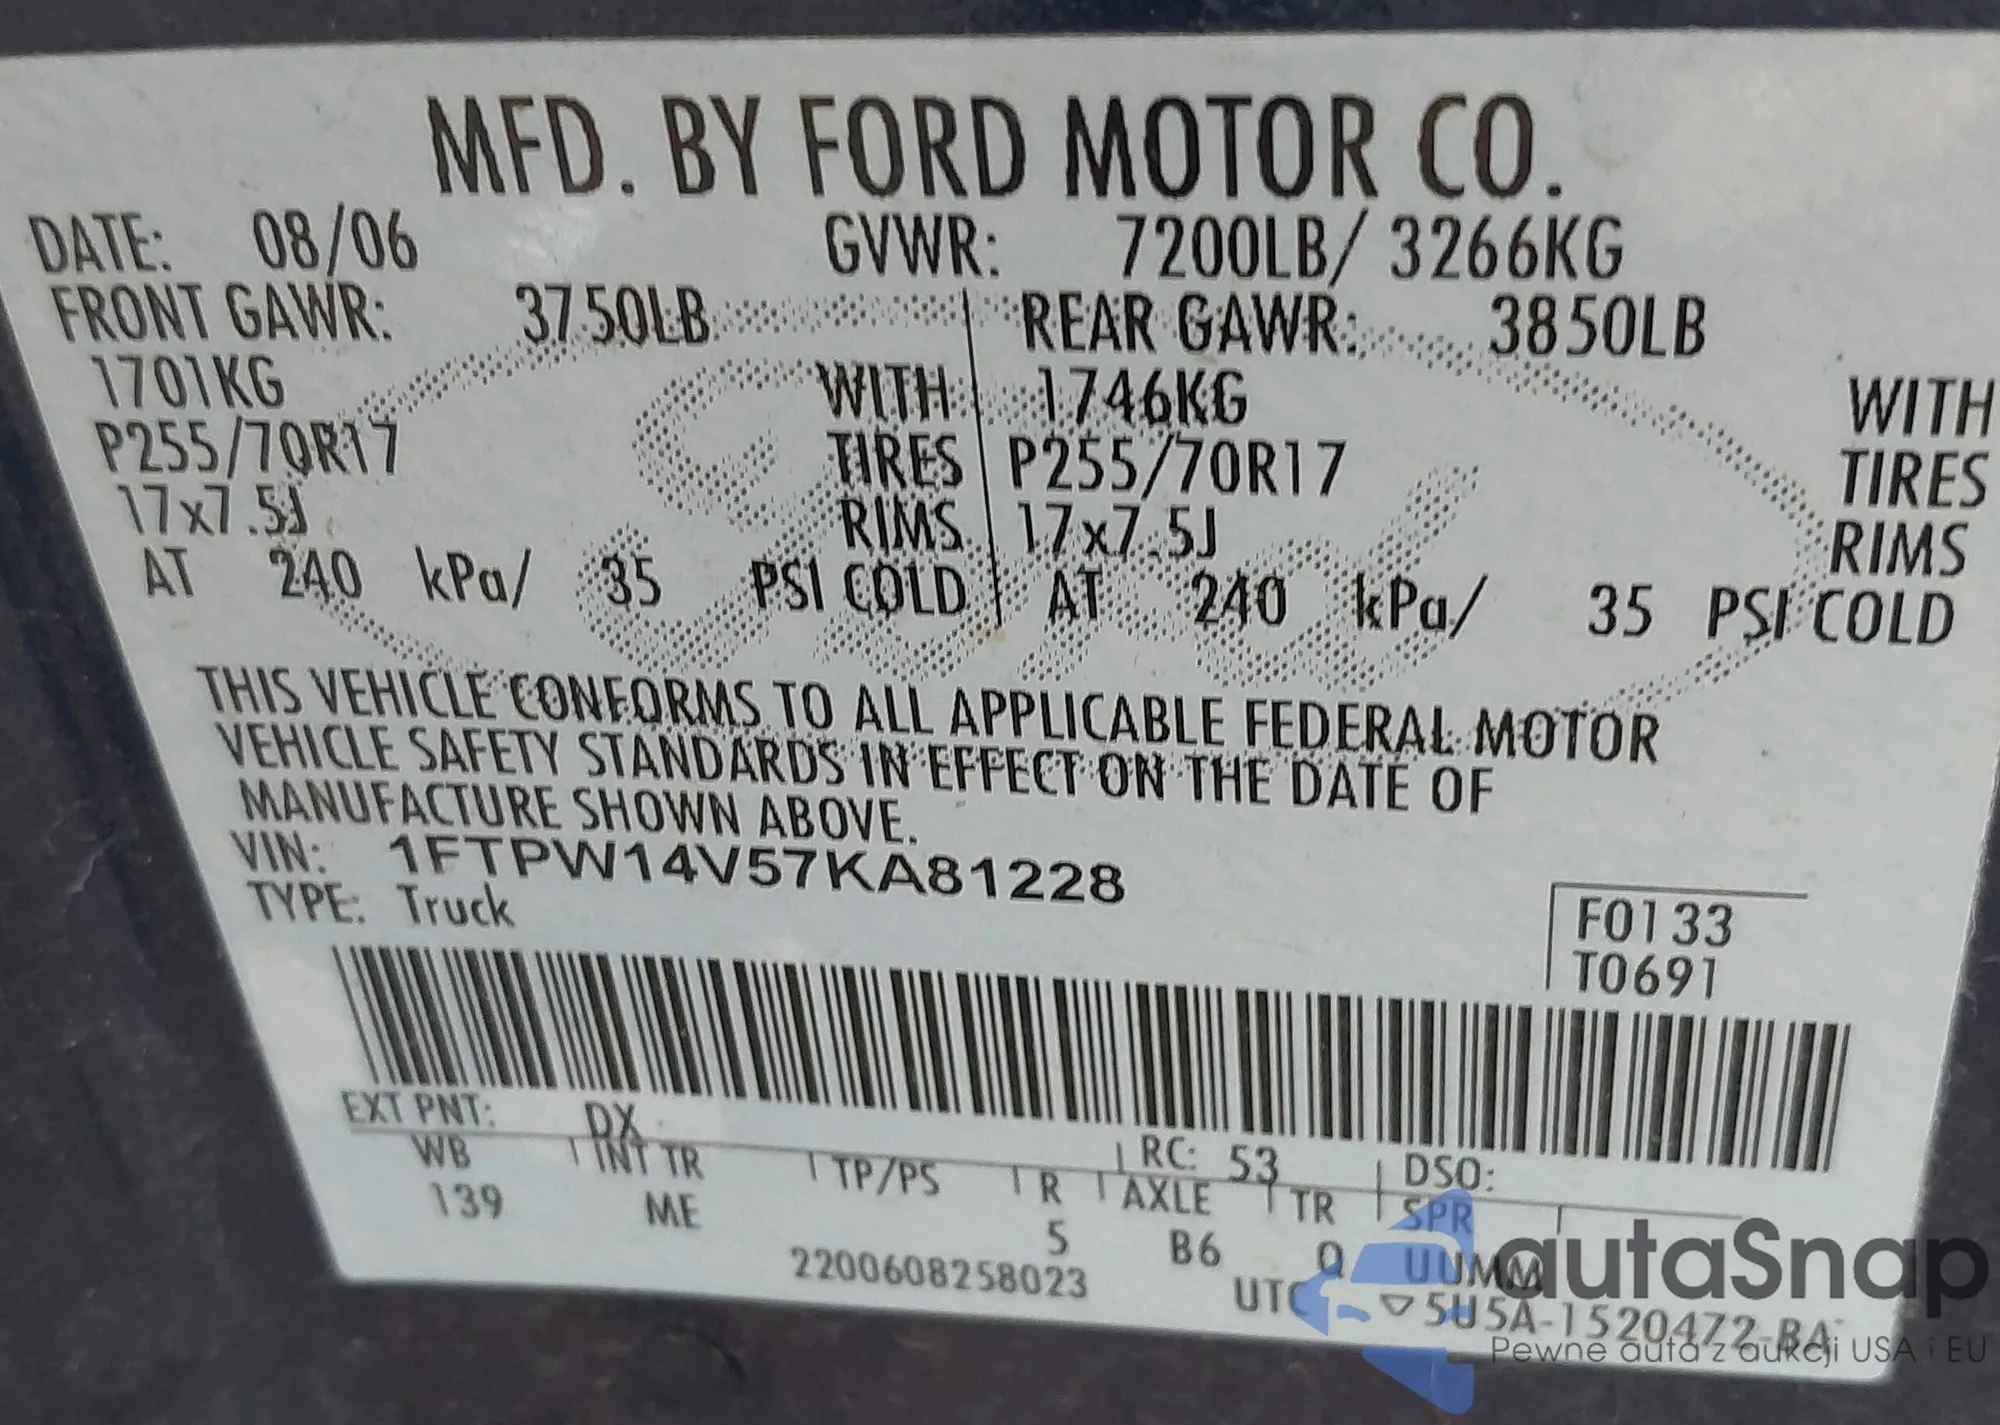 MFD. BY FORD MOTOR CO.
DATE: 08/06 GVWR: 7200LB/ 3266KG
FRONT GAWR: 3750LB REAR GAWR: 3850LB
1701KG WITH 1746KG WITH
P255/70R17 TIRES P255/70R17 TIRES
17x7.5J RIMS 17x7.5J RIMS
AT 240 kPa/ 35 PSI COLD AT 240 kPa/ 35 PSI COLD
THIS VEHICLE CONFORMS TO ALL APPLICABLE FEDERAL MOTOR
VEHICLE SAFETY STANDARDS IN EFFECT ON THE DATE OF
MANUFACTURE SHOWN ABOVE.
VIN: 1FTPW14V57KA81228
TYPE: Truck
F0133
T0691
EXT PNT: DX RC: 53 DSO:
WB INT TR TP/PS R AXLE TR SPR
139 ME 5 B6 Q UUMM
2200608258023 UTC ▽5U5A-1520472-BA
autaSnap
Pewne auta z aukcji USA i EU